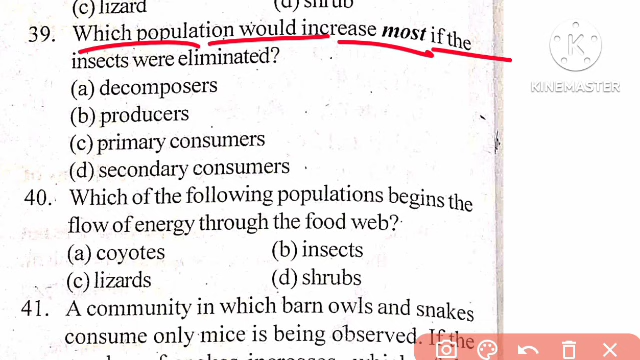 (c) lizard (d) shrub
39. Which population would increase most if the
insects were eliminated?
(a) decomposers
(b) producers
(c) primary consumers
(d) secondary consumers
40. Which of the following populations begins the
flow of energy through the food web?
(a) coyotes (b) insects
(c) lizards (d) shrubs
41. A community in which barn owls and snakes
consume only mice is being observed. If the
KINEMASTER